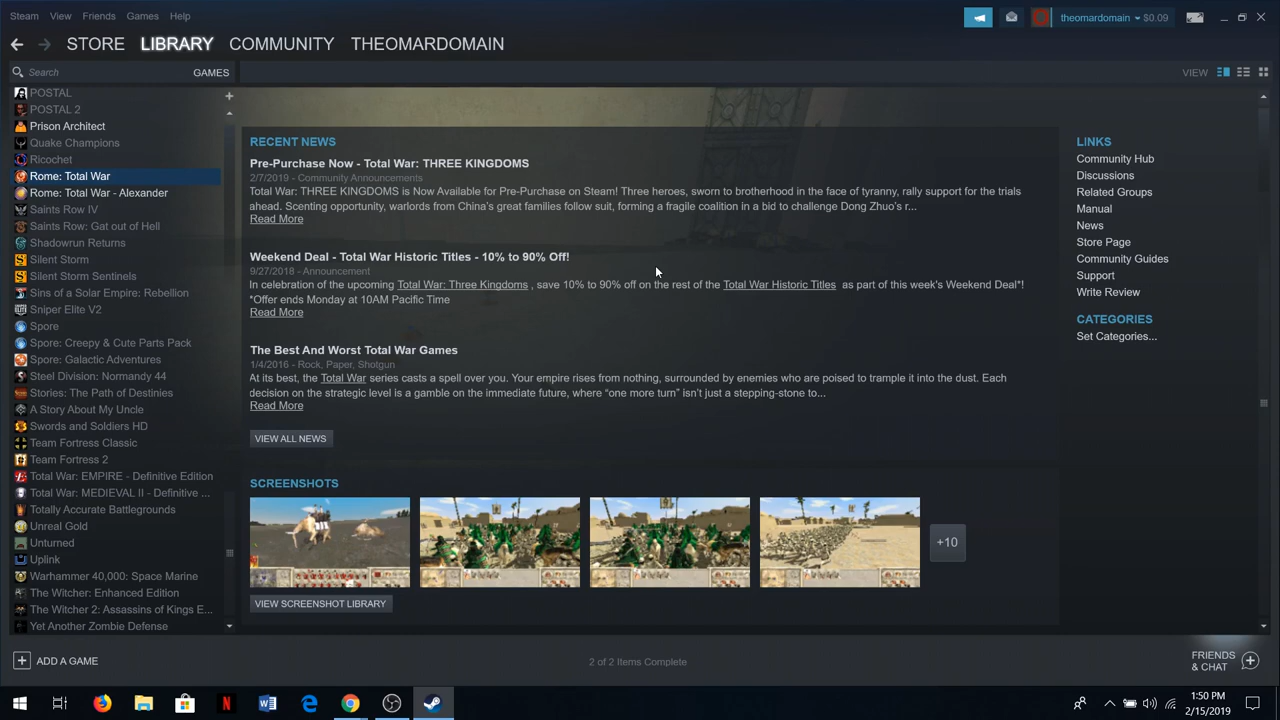 Steam View Friends Games Help
theomardomain $0.09
STORE LIBRARY COMMUNITY THEOMARDOMAIN
Search GAMES
VIEW
POSTAL
POSTAL 2
Prison Architect
Quake Champions
Ricochet
Rome: Total War
Rome: Total War - Alexander
Saints Row IV
Saints Row: Gat out of Hell
Shadowrun Returns
Silent Storm
Silent Storm Sentinels
Sins of a Solar Empire: Rebellion
Sniper Elite V2
Spore
Spore: Creepy & Cute Parts Pack
Spore: Galactic Adventures
Steel Division: Normandy 44
Stories: The Path of Destinies
A Story About My Uncle
Swords and Soldiers HD
Team Fortress Classic
Team Fortress 2
Total War: EMPIRE - Definitive Edition
Total War: MEDIEVAL II - Definitive ...
Totally Accurate Battlegrounds
Unreal Gold
Unturned
Uplink
Warhammer 40,000: Space Marine
The Witcher: Enhanced Edition
The Witcher 2: Assassins of Kings E...
Yet Another Zombie Defense
RECENT NEWS
Pre-Purchase Now - Total War: THREE KINGDOMS
2/7/2019 - Community Announcements
Total War: THREE KINGDOMS is Now Available for Pre-Purchase on Steam! Three heroes, sworn to brotherhood in the face of tyranny, rally support for the trials
ahead. Scenting opportunity, warlords from China's great families follow suit, forming a fragile coalition in a bid to challenge Dong Zhuo's r...
Read More
Weekend Deal - Total War Historic Titles - 10% to 90% Off!
9/27/2018 - Announcement
In celebration of the upcoming Total War: Three Kingdoms , save 10% to 90% off on the rest of the Total War Historic Titles as part of this week's Weekend Deal*!
*Offer ends Monday at 10AM Pacific Time
Read More
The Best And Worst Total War Games
1/4/2016 - Rock, Paper, Shotgun
At its best, the Total War series casts a spell over you. Your empire rises from nothing, surrounded by enemies who are poised to trample it into the dust. Each
decision on the strategic level is a gamble on the immediate future, where “one more turn” isn't just a stepping-stone to...
Read More
VIEW ALL NEWS
SCREENSHOTS
+10
VIEW SCREENSHOT LIBRARY
LINKS
Community Hub
Discussions
Related Groups
Manual
News
Store Page
Community Guides
Support
Write Review
CATEGORIES
Set Categories...
ADD A GAME
2 of 2 Items Complete
FRIENDS
& CHAT
1:50 PM
2/15/2019